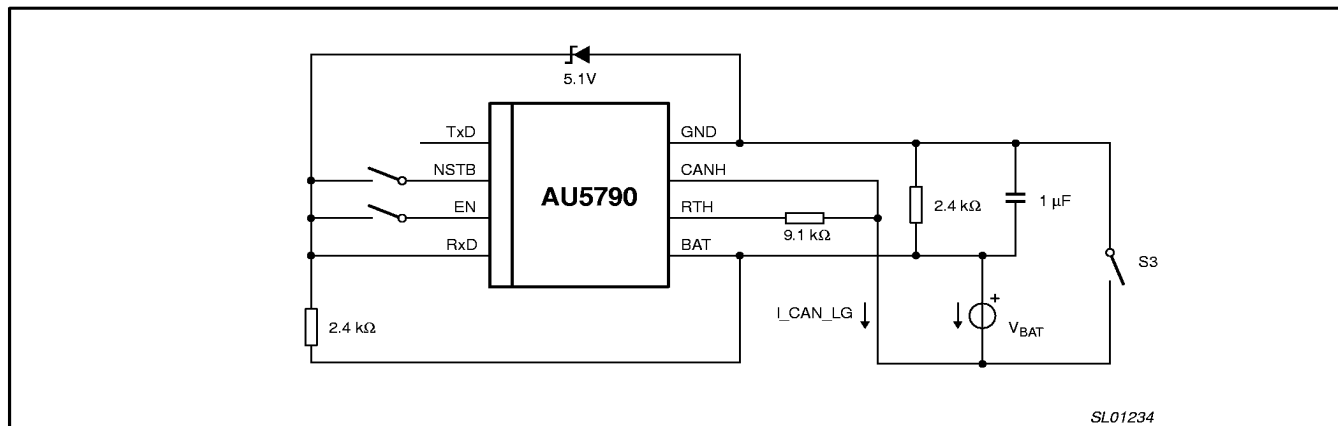 5.1V
TxD
NSTB
EN
RxD
AU5790
GND
CANH
RTH
BAT
9.1 kΩ
2.4 kΩ
1 µF
S3
2.4 kΩ
I_CAN_LG
+
VBAT
SL01234